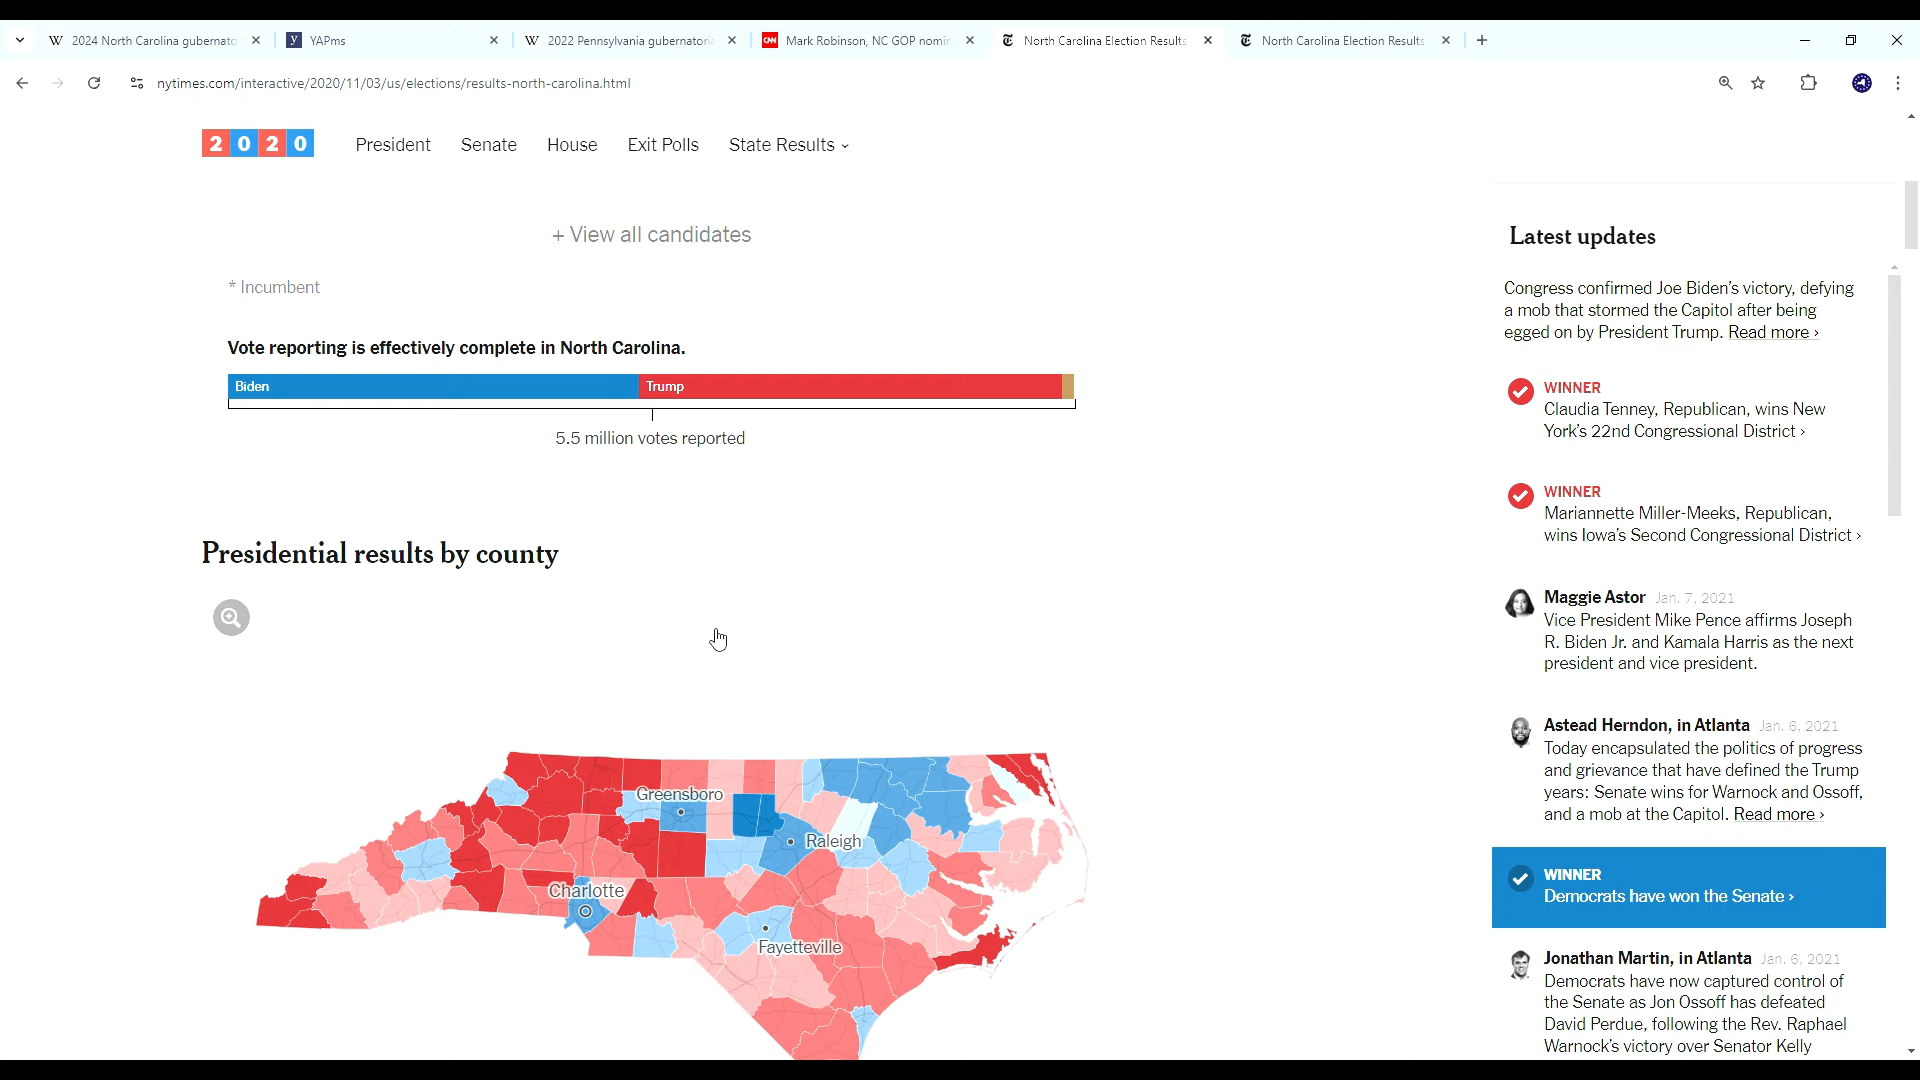 2024 North Carolina gubernato
YAPms
2022 Pennsylvania gubernatoria
Mark Robinson, NC GOP nomin
North Carolina Election Results
North Carolina Election Results
nytimes.com/interactive/2020/11/03/us/elections/results-north-carolina.html
2020
President
Senate
House
Exit Polls
State Results
+ View all candidates
* Incumbent
Vote reporting is effectively complete in North Carolina.
Biden
Trump
5.5 million votes reported
Presidential results by county
Greensboro
Raleigh
Charlotte
Fayetteville
Latest updates
Congress confirmed Joe Biden's victory, defying
a mob that stormed the Capitol after being
egged on by President Trump. Read more ›
WINNER
Claudia Tenney, Republican, wins New
York's 22nd Congressional District ›
WINNER
Mariannette Miller-Meeks, Republican,
wins Iowa's Second Congressional District ›
Maggie Astor Jan. 7, 2021
Vice President Mike Pence affirms Joseph
R. Biden Jr. and Kamala Harris as the next
president and vice president.
Astead Herndon, in Atlanta Jan. 6, 2021
Today encapsulated the politics of progress
and grievance that have defined the Trump
years: Senate wins for Warnock and Ossoff,
and a mob at the Capitol. Read more ›
WINNER
Democrats have won the Senate ›
Jonathan Martin, in Atlanta Jan. 6, 2021
Democrats have now captured control of
the Senate as Jon Ossoff has defeated
David Perdue, following the Rev. Raphael
Warnock's victory over Senator Kelly